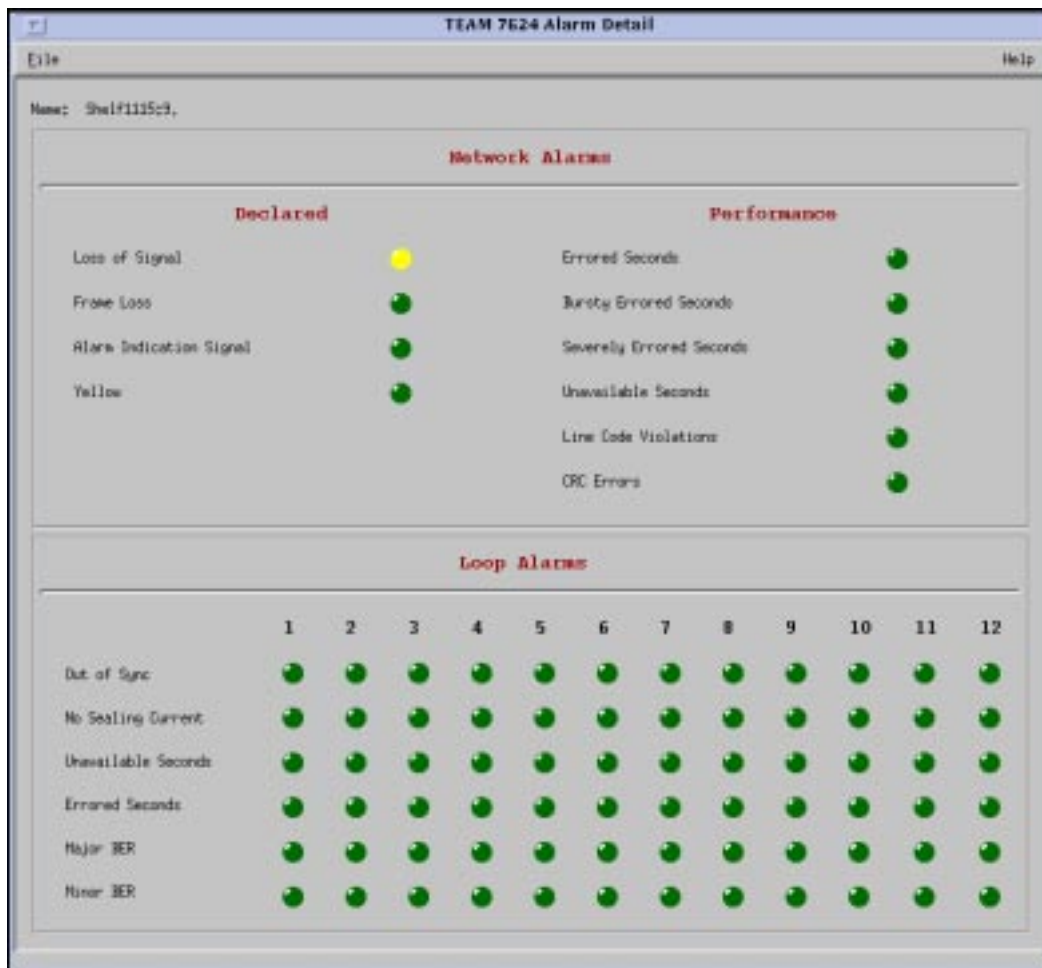 TEAM 7624 Alarm Detail
File Help
Name: Shelf1115:9.
Network Alarms
Declared Performance
Loss of Signal Errored Seconds
Frame Loss Bursty Errored Seconds
Alarm Indication Signal Severely Errored Seconds
Yellow Unavailable Seconds
Line Code Violations
CRC Errors
Loop Alarms
1 2 3 4 5 6 7 8 9 10 11 12
Out of Sync
No Sealing Current
Unavailable Seconds
Errored Seconds
Major BER
Minor BER